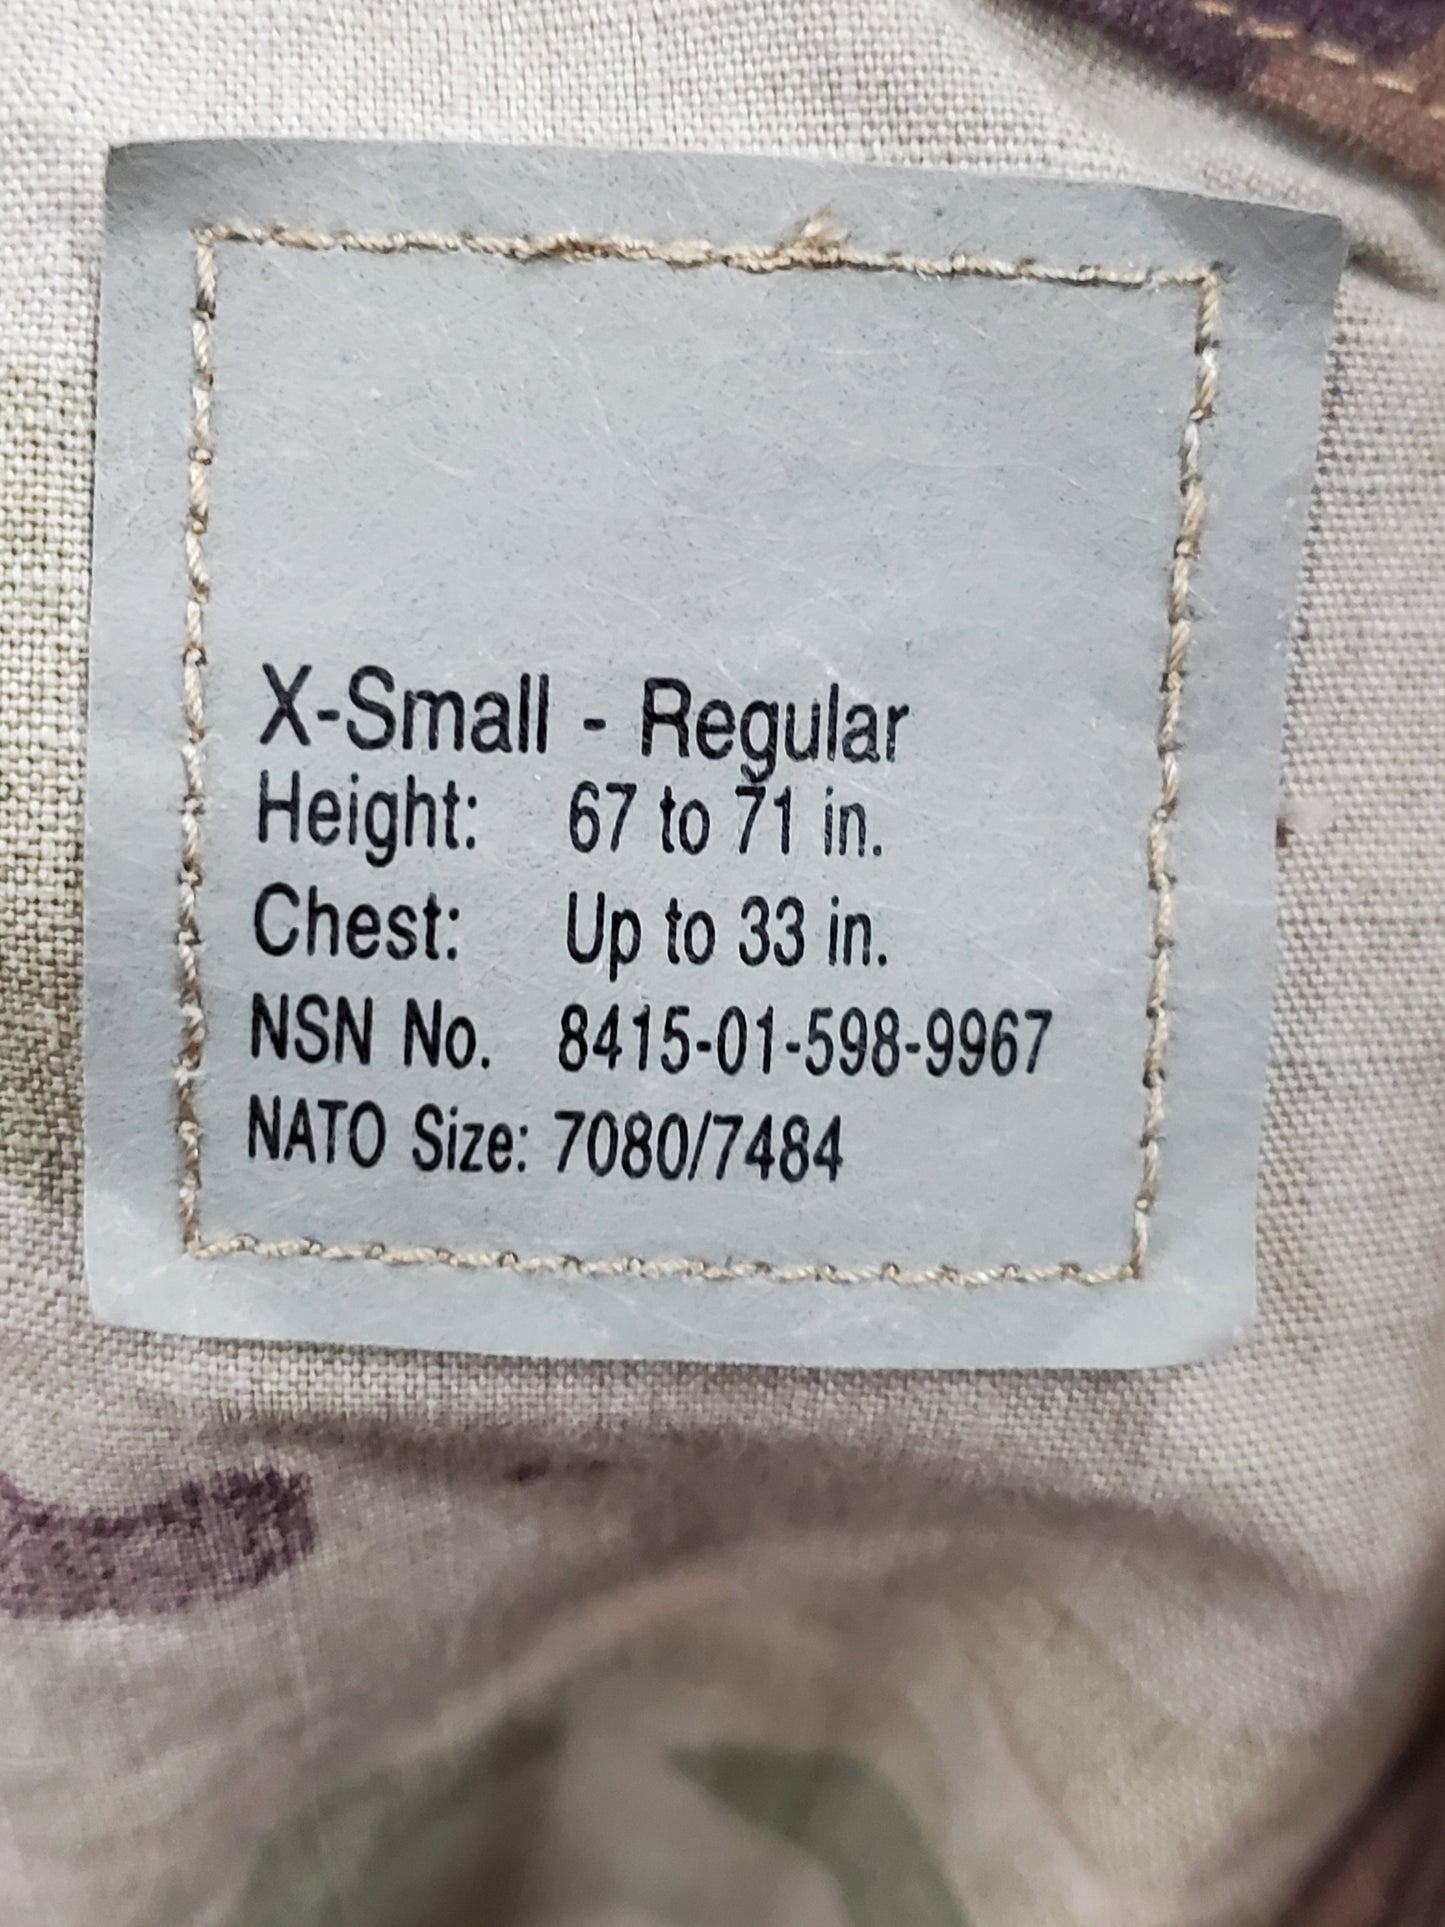 X-Small - Regular
Height: 67 to 71 in.
Chest: Up to 33 in.
NSN No. 8415-01-598-9967
NATO Size: 7080/7484